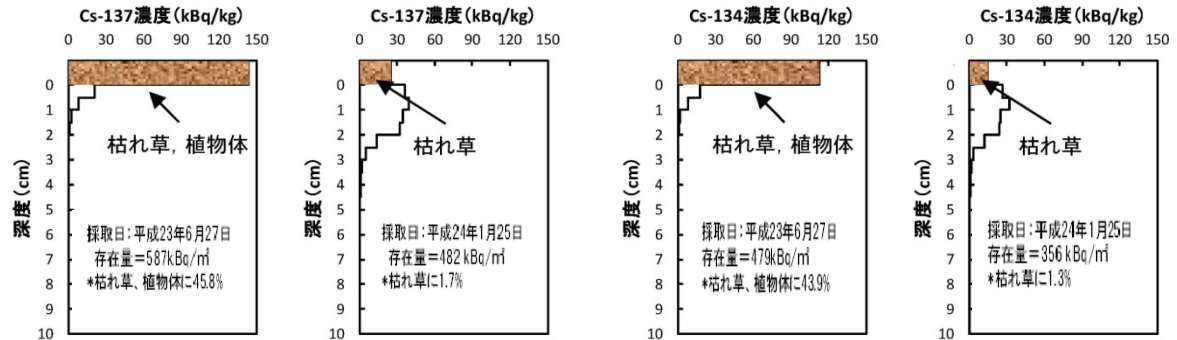 Cs-137濃度（kBq/kg）
0 30 60 90 120 150
深度（cm）
0
1
2
3
4
5
6
7
8
9
10
枯れ草，植物体
採取日：平成23年6月27日
存在量＝587kBq/㎡
*枯れ草、植物体に45.8%
Cs-137濃度（kBq/kg）
0 30 60 90 120 150
深度（cm）
0
1
2
3
4
5
6
7
8
9
10
枯れ草
採取日：平成24年1月25日
存在量＝482 kBq/㎡
*枯れ草に1.7%
Cs-134濃度（kBq/kg）
0 30 60 90 120 150
深度（cm）
0
1
2
3
4
5
6
7
8
9
10
枯れ草，植物体
採取日：平成23年6月27日
存在量＝479kBq/㎡
*枯れ草、植物体に43.9%
Cs-134濃度（kBq/kg）
0 30 60 90 120 150
深度（cm）
0
1
2
3
4
5
6
7
8
9
10
枯れ草
採取日：平成24年1月25日
存在量＝356 kBq/㎡
*枯れ草に1.3%